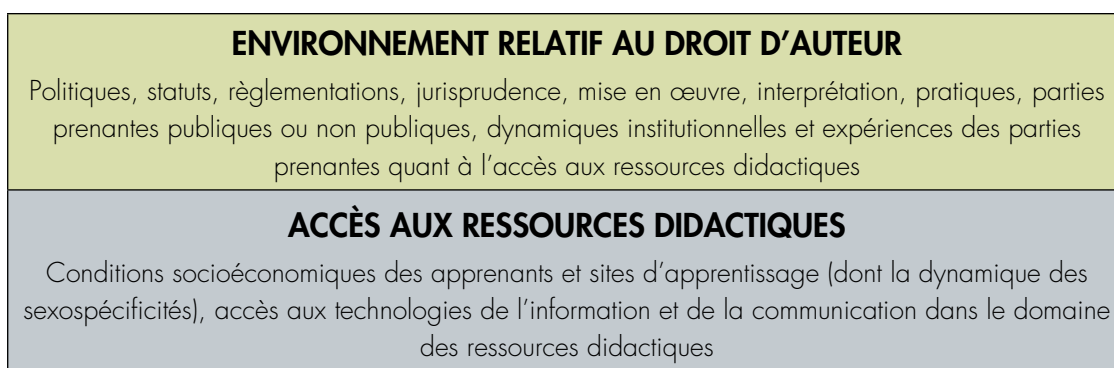 ENVIRONNEMENT RELATIF AU DROIT D’AUTEUR
Politiques, statuts, règlementations, jurisprudence, mise en œuvre, interprétation, pratiques, parties
prenantes publiques ou non publiques, dynamiques institutionnelles et expériences des parties
prenantes quant à l’accès aux ressources didactiques
ACCÈS AUX RESSOURCES DIDACTIQUES
Conditions socioéconomiques des apprenants et sites d’apprentissage (dont la dynamique des
sexospécificités), accès aux technologies de l’information et de la communication dans le domaine
des ressources didactiques